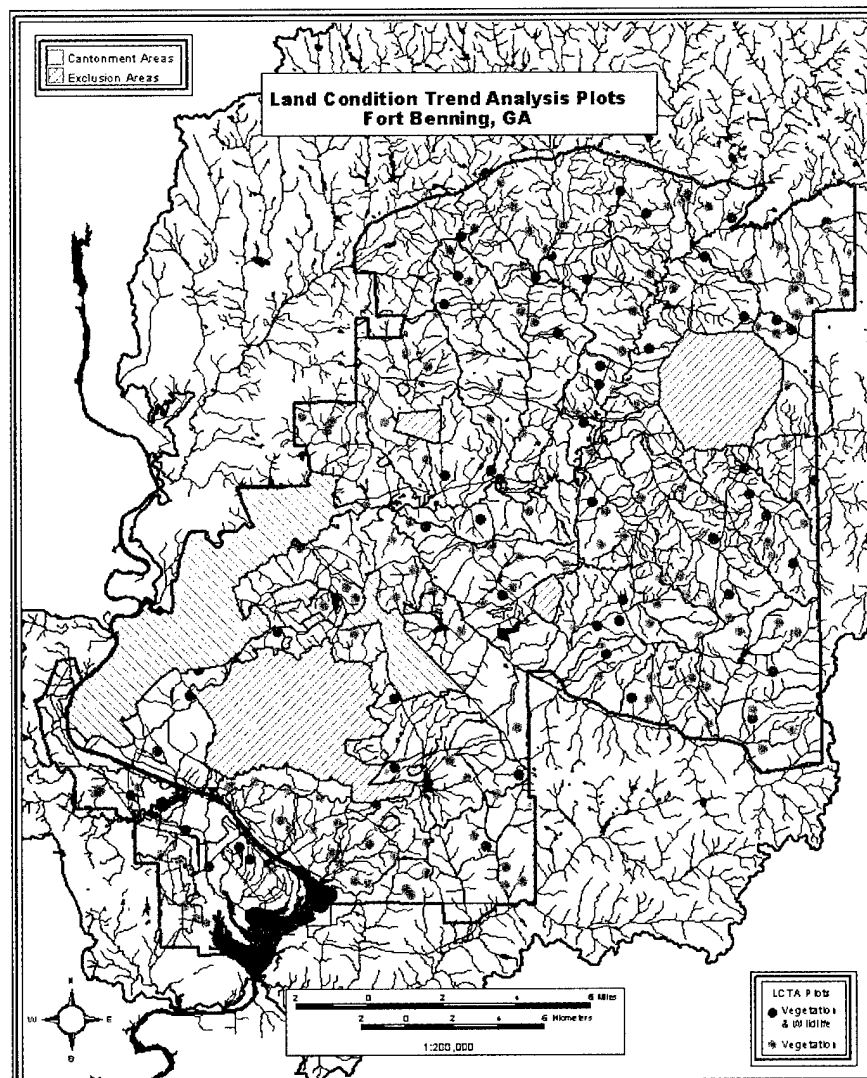 Cantonment Areas
Exclusion Areas
Land Condition Trend Analysis Plots
Fort Benning, GA
N
W
E
S
2 0 2 4 6 Miles
2 0 2 4 6 Kilometers
1:200,000
LCTA Plots
Vegetation
& Wildlife
Vegetation